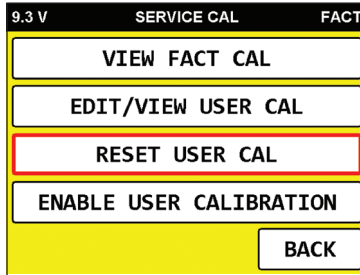 9.3 V SERVICE CAL FACT
VIEW FACT CAL
EDIT/VIEW USER CAL
RESET USER CAL
ENABLE USER CALIBRATION
BACK